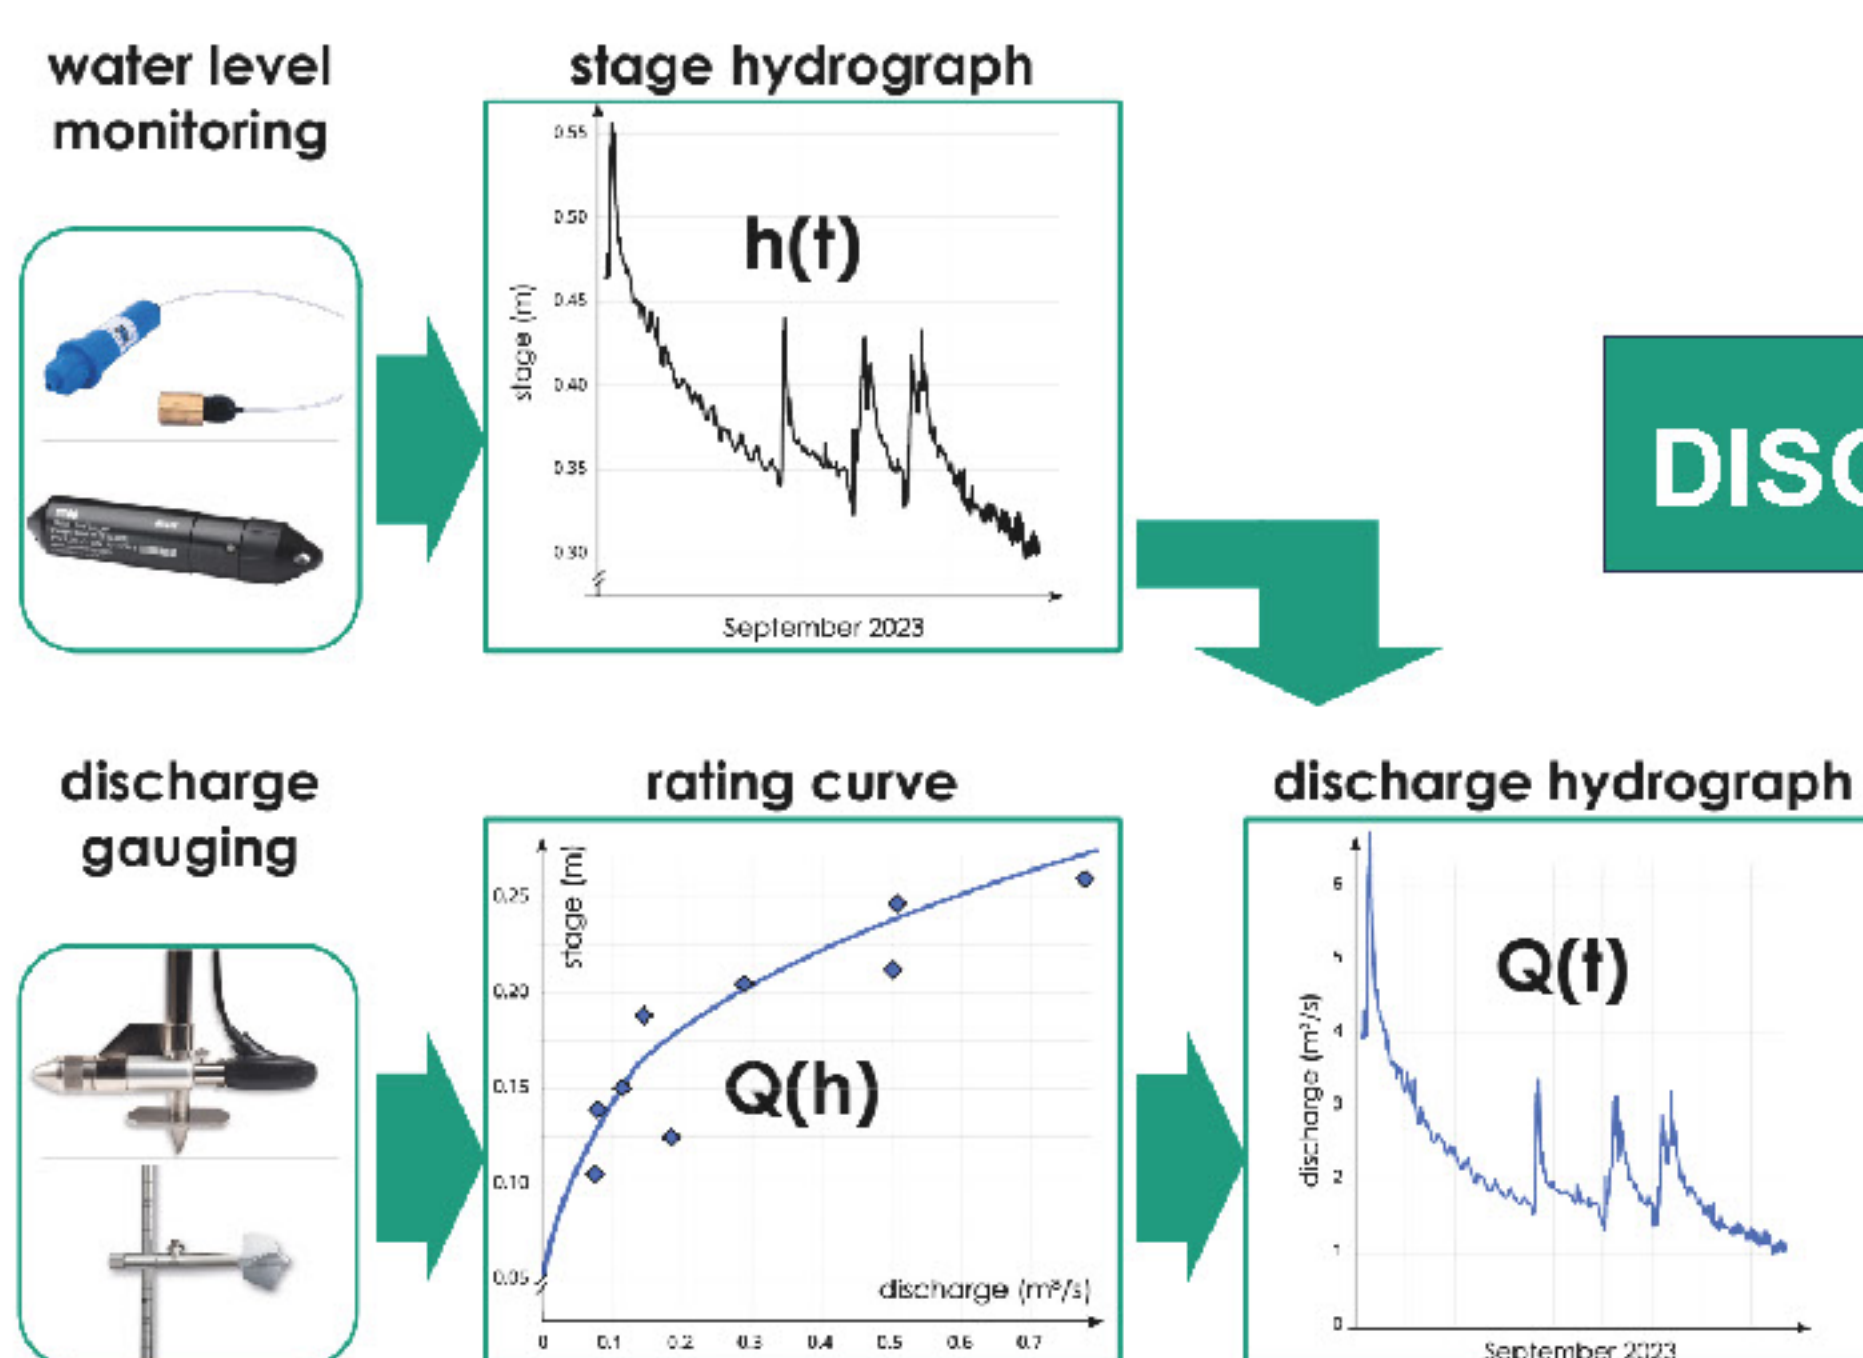 water level
monitoring
stage hydrograph
0.55
0.50
0.45
0.40
0.35
0.30
stage (m)
h(t)
September 2023
DISC
discharge
gauging
rating curve
0.25
0.20
0.15
0.10
0.05
stage (m)
Q(h)
discharge (m³/s)
0
0.1
0.2
0.3
0.4
0.5
0.6
0.7
discharge hydrograph
6
5
4
3
2
1
0
discharge (m³/s)
Q(t)
September 2023